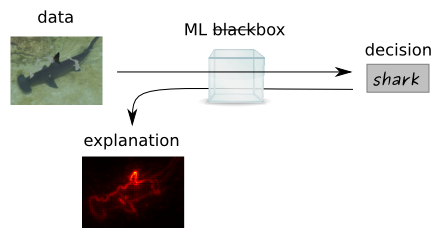 data
ML blackbox
decision
shark
explanation